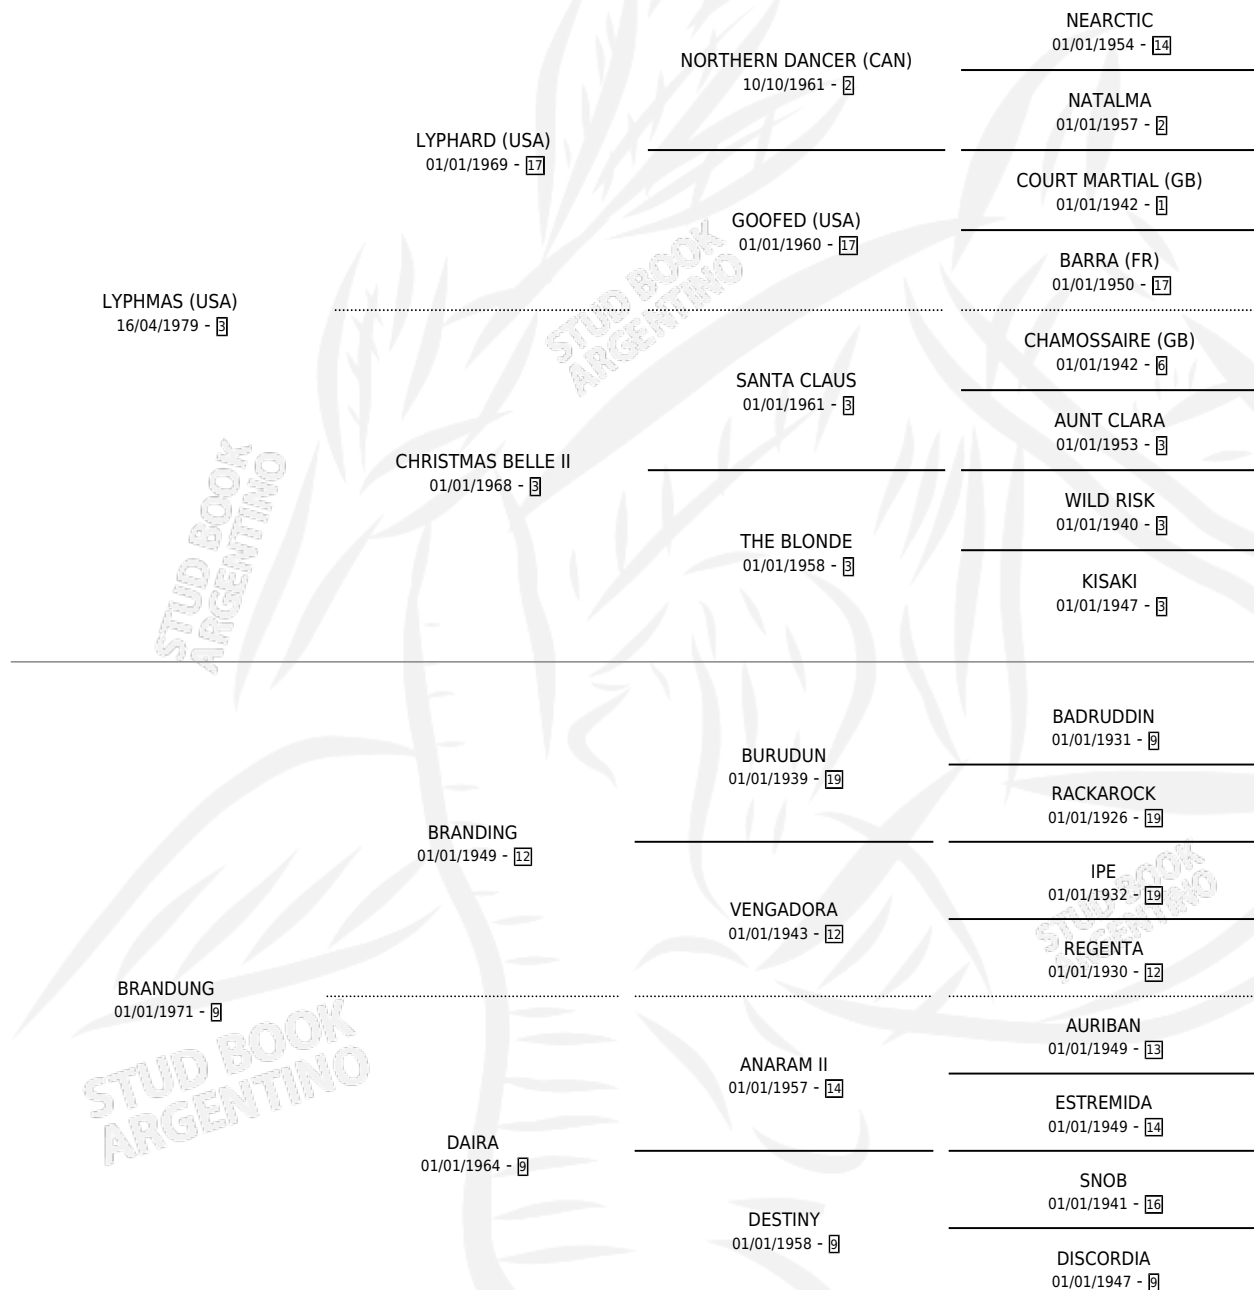 NEARCTIC
01/01/1954 - 14
NORTHERN DANCER (CAN)
10/10/1961 - 2
NATALMA
01/01/1957 - 2
LYPHARD (USA)
01/01/1969 - 17
COURT MARTIAL (GB)
01/01/1942 - 1
GOOFED (USA)
01/01/1960 - 17
BARRA (FR)
01/01/1950 - 17
LYPHMAS (USA)
16/04/1979 - 3
CHAMOSSAIRE (GB)
01/01/1942 - 6
SANTA CLAUS
01/01/1961 - 3
AUNT CLARA
01/01/1953 - 3
CHRISTMAS BELLE II
01/01/1968 - 3
WILD RISK
01/01/1940 - 3
THE BLONDE
01/01/1958 - 3
KISAKI
01/01/1947 - 3
BADRUDDIN
01/01/1931 - 9
BURUDUN
01/01/1939 - 19
RACKAROCK
01/01/1926 - 19
BRANDING
01/01/1949 - 12
IPE
01/01/1932 - 19
VENGADORA
01/01/1943 - 12
REGENTA
01/01/1930 - 12
BRANDUNG
01/01/1971 - 9
AURIBAN
01/01/1949 - 13
ANARAM II
01/01/1957 - 14
ESTREMIDA
01/01/1949 - 14
DAIRA
01/01/1964 - 9
SNOB
01/01/1941 - 16
DESTINY
01/01/1958 - 9
DISCORDIA
01/01/1947 - 9
STUD BOOK
ARGENTINO
STUD BOOK
ARGENTINO
STUD BOOK
ARGENTINO
STUD BOOK
ARGENTINO